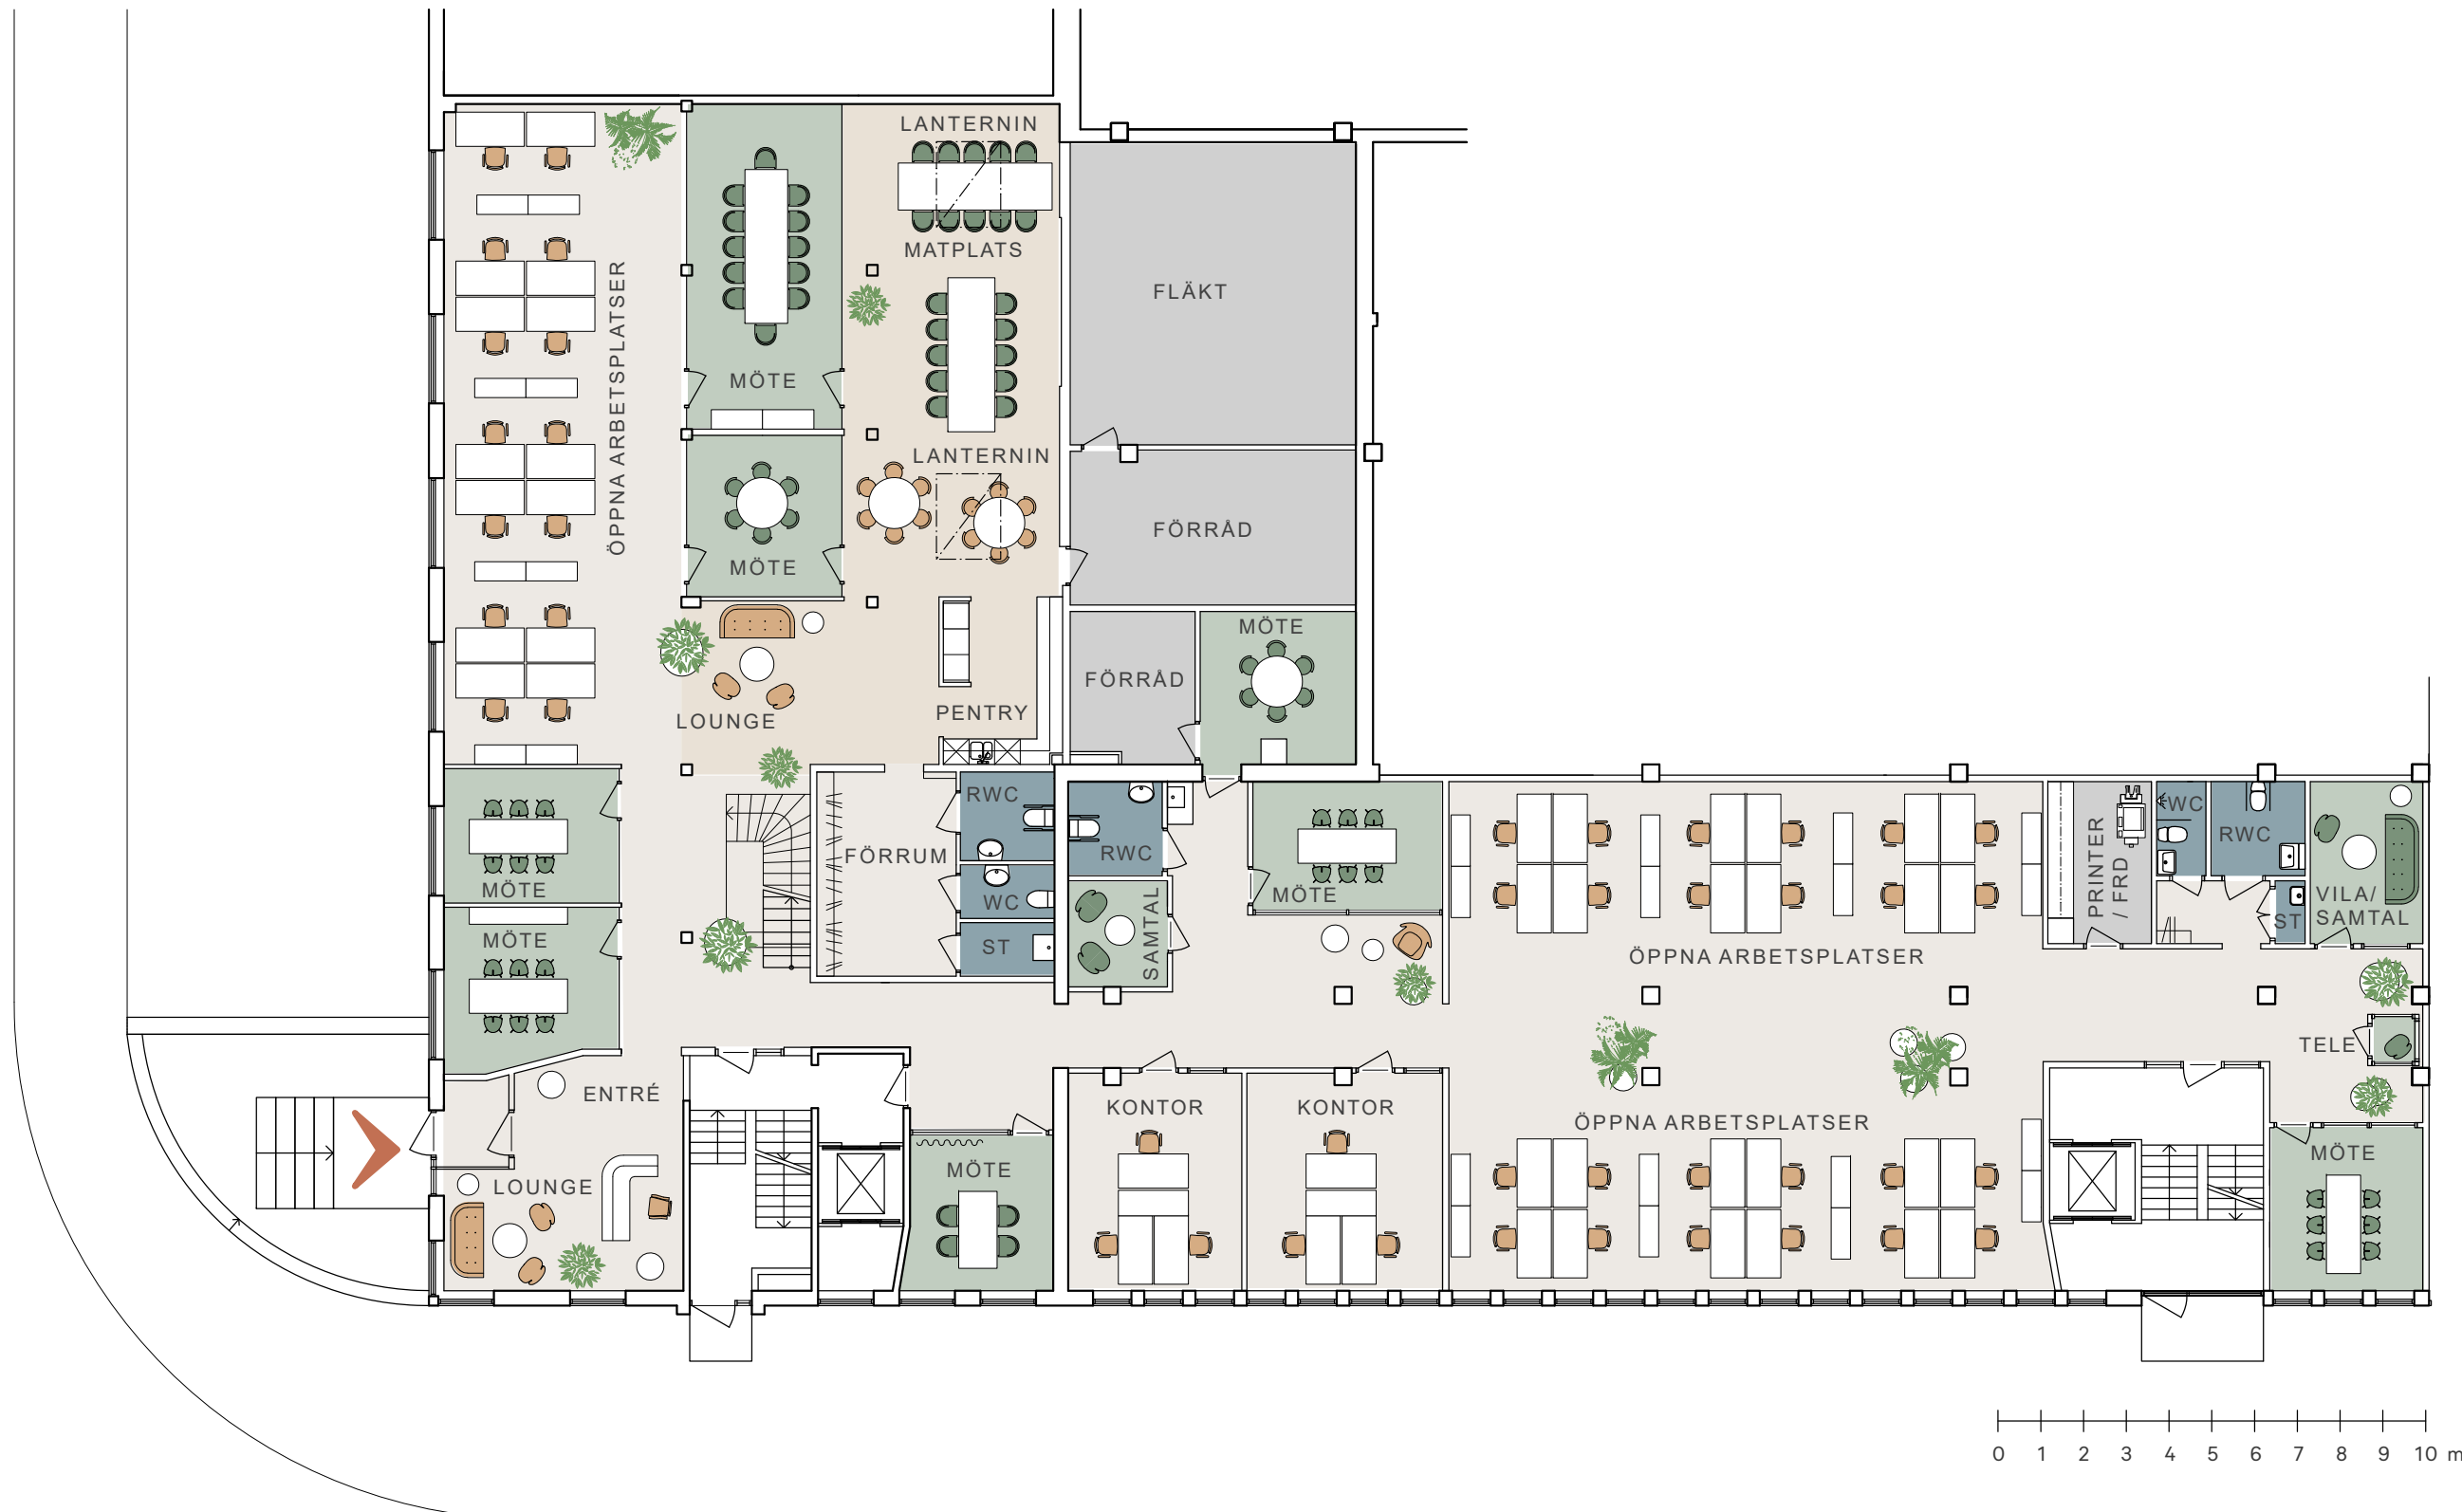 LANTERNIN
MATPLATS
ÖPPNA ARBETSPLATSER
MÖTE
FLÄKT
LANTERNIN
MÖTE
FÖRRÅD
MÖTE
FÖRRÅD
LOUNGE
PENTRY
RWC
FÖRRUM
WC
ST
MÖTE
MÖTE
RWC
SAMTAL
MÖTE
ÖPPNA ARBETSPLATSER
PRINTER
/ FRD
WC
RWC
ST
VILA/
SAMTAL
TELE
ENTRÉ
LOUNGE
MÖTE
KONTOR
KONTOR
ÖPPNA ARBETSPLATSER
MÖTE
0 1 2 3 4 5 6 7 8 9 10 m